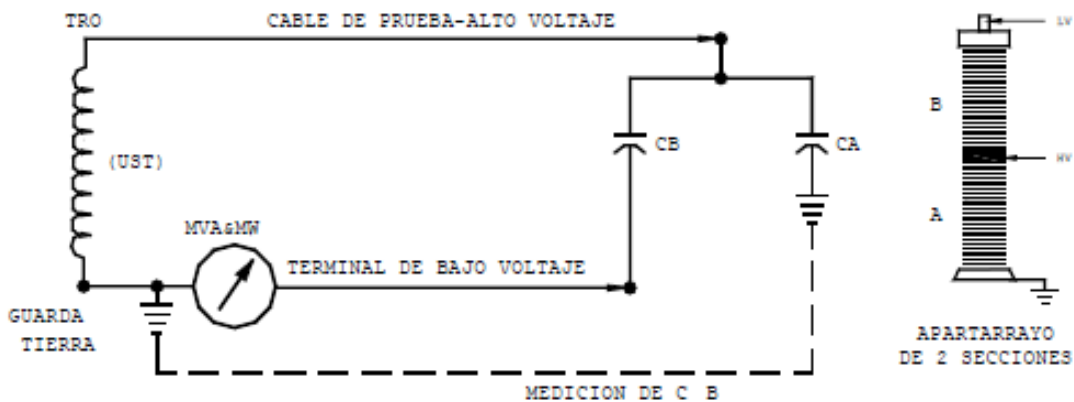 TRO
CABLE DE PRUEBA-ALTO VOLTAJE
LV
B
CB
CA
(UST)
HV
A
MVA&MW
TERMINAL DE BAJO VOLTAJE
GUARDA
TIERRA
APARTARRAYO
DE 2 SECCIONES
MEDICION DE C B